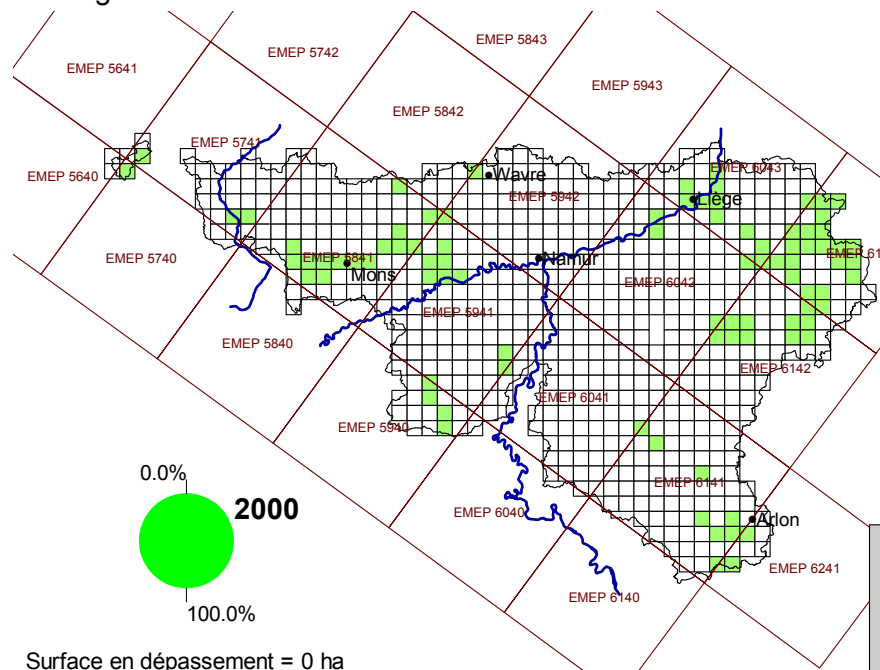 EMEP 5843
EMEP 5742
EMEP 5641
EMEP 5943
EMEP 5842
EMEP 5741
EMEP 6043
EMEP 5640
Wavre
EMEP 5942
Liège
EMEP 5740
EMEP 5841
Namur
EMEP 61
Mons
EMEP 6042
EMEP 5941
EMEP 5840
EMEP 6142
EMEP 6041
EMEP 5940
0.0%
EMEP 6141
2000
EMEP 6040
Arlon
EMEP 6241
EMEP 6140
100.0%
Surface en dépassement = 0 ha